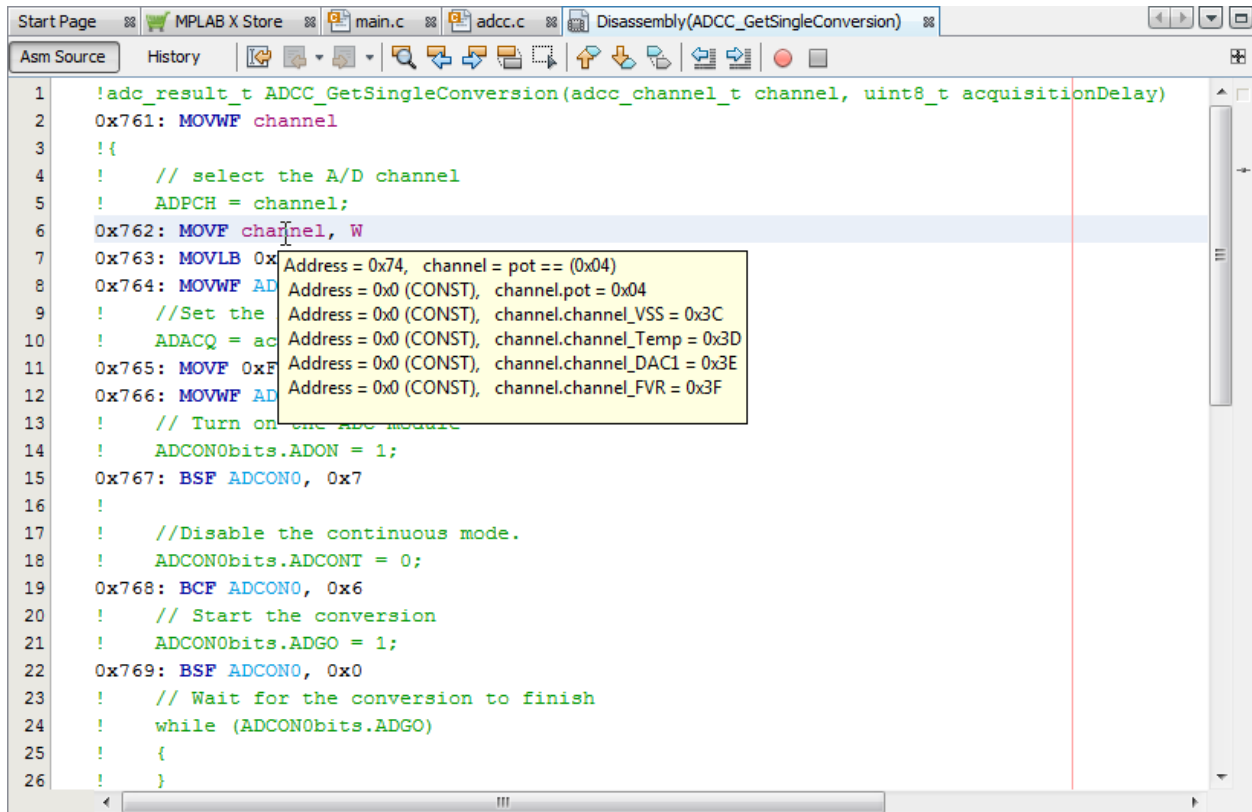 Start Page MPLAB X Store main.c adcc.c Disassembly(ADCC_GetSingleConversion)
Asm Source History
1 !adc_result_t ADCC_GetSingleConversion(adcc_channel_t channel, uint8_t acquisitionDelay)
2 0x761: MOVWF channel
3 !{
4 !    // select the A/D channel
5 !    ADPCH = channel;
6 0x762: MOVF channel, W
7 0x763: MOVLB 0x
Address = 0x74, channel = pot == (0x04)
8 0x764: MOVWF AD
Address = 0x0 (CONST), channel.pot = 0x04
9 !    //Set the
Address = 0x0 (CONST), channel.channel_VSS = 0x3C
10 !    ADACQ = ac
Address = 0x0 (CONST), channel.channel_Temp = 0x3D
11 0x765: MOVF 0xF
Address = 0x0 (CONST), channel.channel_DAC1 = 0x3E
12 0x766: MOVWF AD
Address = 0x0 (CONST), channel.channel_FVR = 0x3F
13 !    // Turn on the ADC module
14 !    ADCON0bits.ADON = 1;
15 0x767: BSF ADCON0, 0x7
16 !
17 !    //Disable the continuous mode.
18 !    ADCON0bits.ADCONT = 0;
19 0x768: BCF ADCON0, 0x6
20 !    // Start the conversion
21 !    ADCON0bits.ADGO = 1;
22 0x769: BSF ADCON0, 0x0
23 !    // Wait for the conversion to finish
24 !    while (ADCON0bits.ADGO)
25 !    {
26 !    }